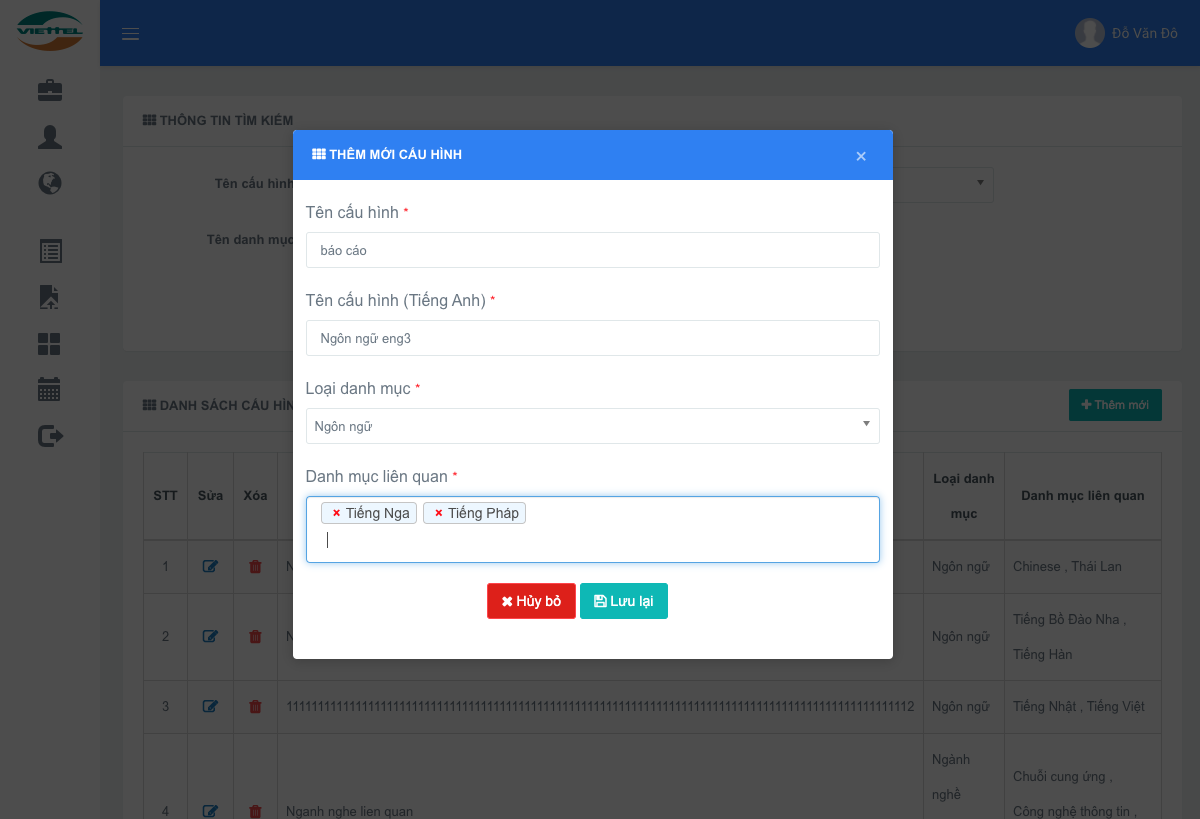 VIETTEL
Đỗ Văn Đô
THÔNG TIN TÌM KIẾM
THÊM MỚI CẤU HÌNH
×
Tên cấu hình
Tên danh mục
Tên cấu hình *
báo cáo
Tên cấu hình (Tiếng Anh) *
Ngôn ngữ eng3
Loại danh mục *
Ngôn ngữ
Danh mục liên quan *
× Tiếng Nga × Tiếng Pháp
Hủy bỏ Lưu lại
DANH SÁCH CẤU HÌN
Thêm mới
STT Sửa Xóa Loại danh mục Danh mục liên quan
1 N Ngôn ngữ Chinese , Thái Lan
2 N Ngôn ngữ Tiếng Bồ Đào Nha ,
Tiếng Hàn
3 Ngôn ngữ Tiếng Nhật , Tiếng Việt
4 Nganh nghe lien quan Ngành nghề Chuỗi cung ứng ,
Công nghệ thông tin ,